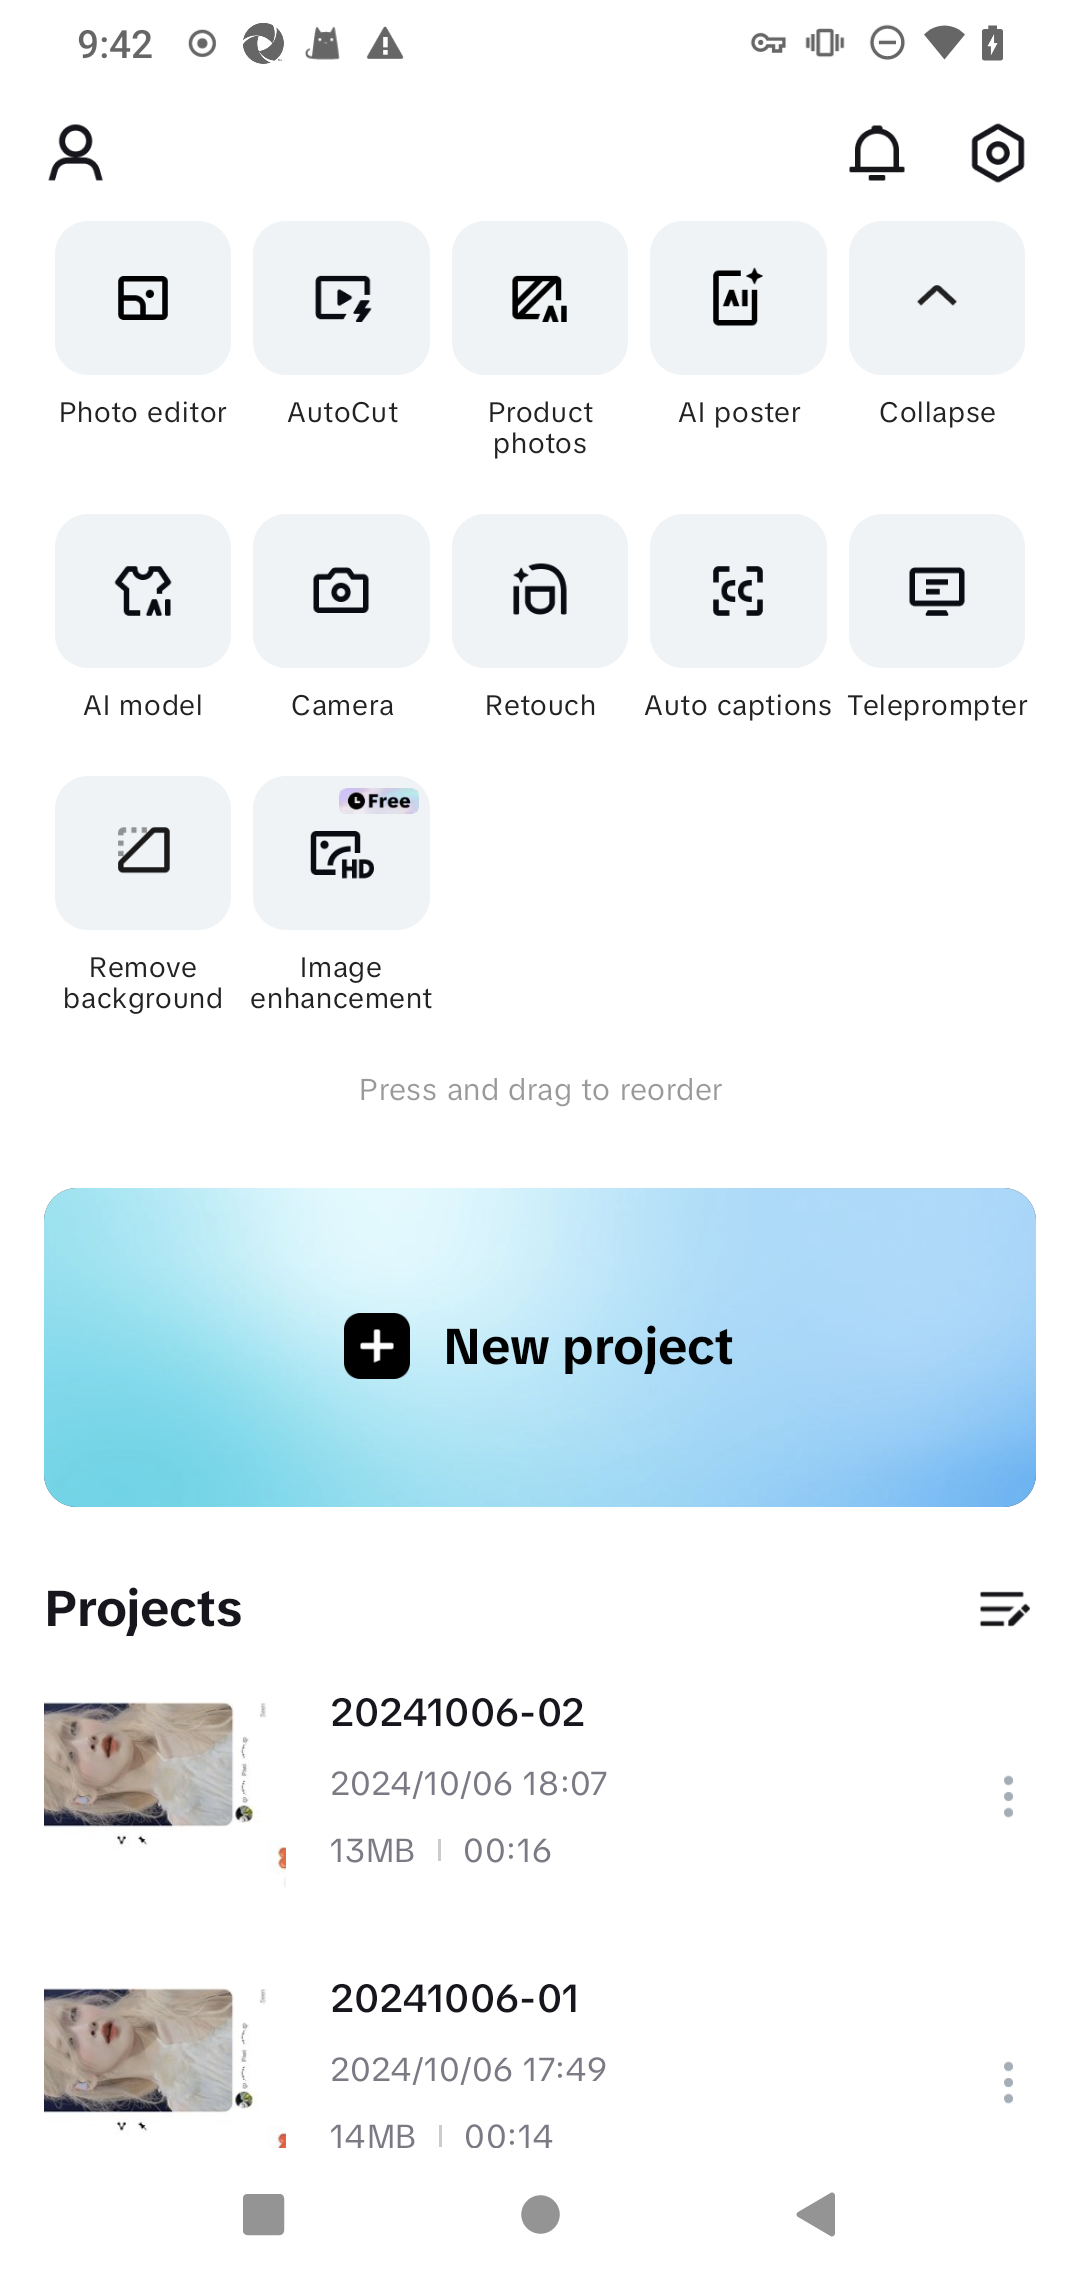 9:42
Photo editor
AutoCut
Product
photos
AI poster
Collapse
AI model
Camera
Retouch
Auto captions
Teleprompter
Free
Remove
background
Image
enhancement
Press and drag to reorder
New project
Projects
20241006-02
2024/10/06 18:07
13MB | 00:16
20241006-01
2024/10/06 17:49
14MB | 00:14